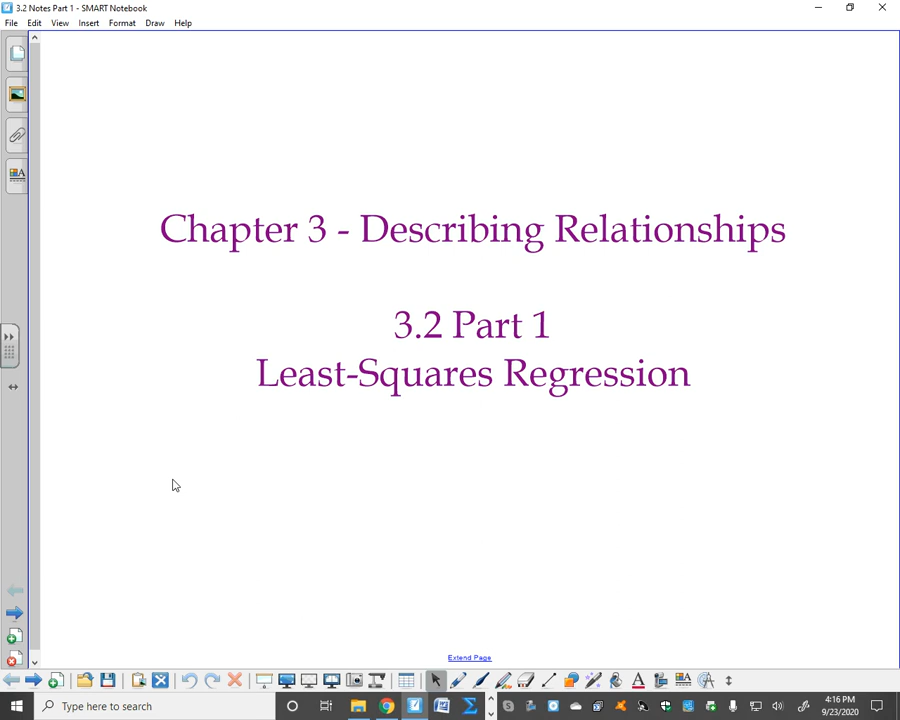 3.2 Notes Part 1 - SMART Notebook
File Edit View Insert Format Draw Help
Chapter 3 - Describing Relationships
3.2 Part 1
Least-Squares Regression
Extend Page
Type here to search
4:16 PM
9/23/2020